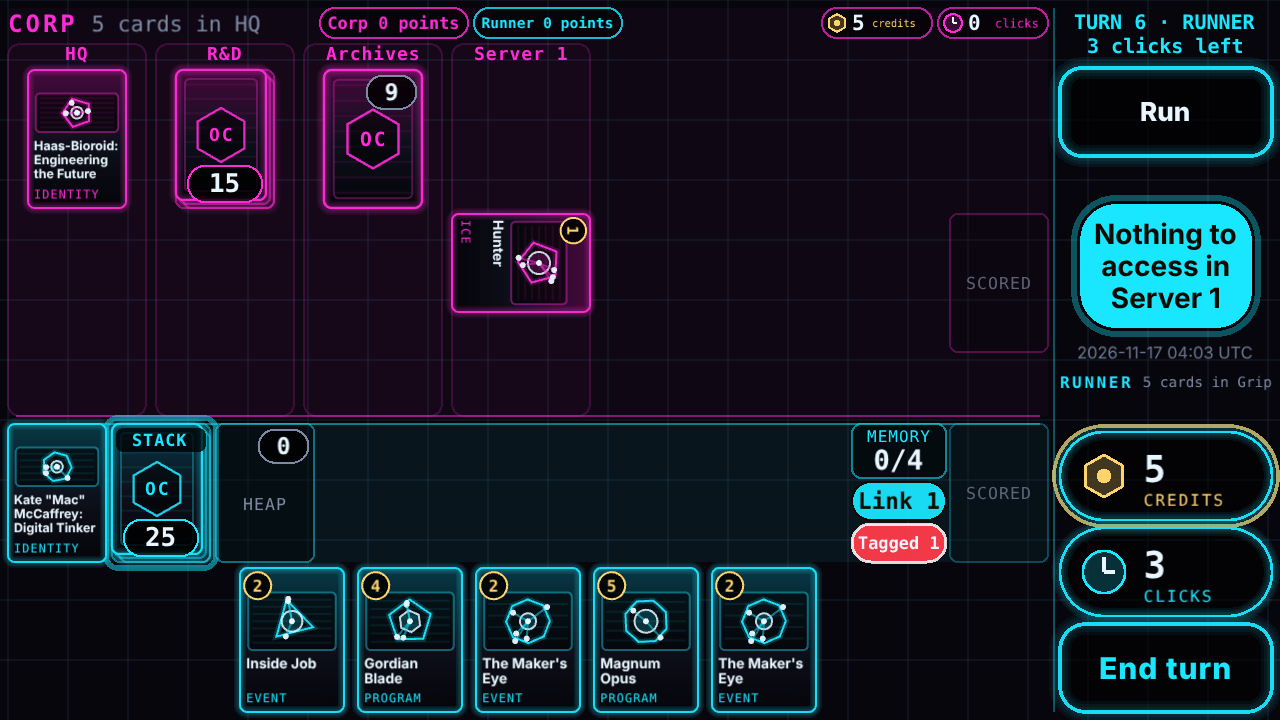 CORP 5 cards in HQ
Corp 0 points
Runner 0 points
5 credits
0 clicks
TURN 6 · RUNNER
3 clicks left
HQ
R&D
Archives
Server 1
Run
Haas-Bioroid:
Engineering
the Future
IDENTITY
OC
15
9
OC
ICE
Hunter
1
SCORED
Nothing to
access in
Server 1
2026-11-17 04:03 UTC
RUNNER 5 cards in Grip
Kate "Mac"
McCaffrey:
Digital Tinker
IDENTITY
STACK
OC
25
0
HEAP
MEMORY
0/4
Link 1
Tagged 1
SCORED
5
CREDITS
3
CLICKS
End turn
2
Inside Job
EVENT
4
Gordian
Blade
PROGRAM
2
The Maker's
Eye
EVENT
5
Magnum
Opus
PROGRAM
2
The Maker's
Eye
EVENT